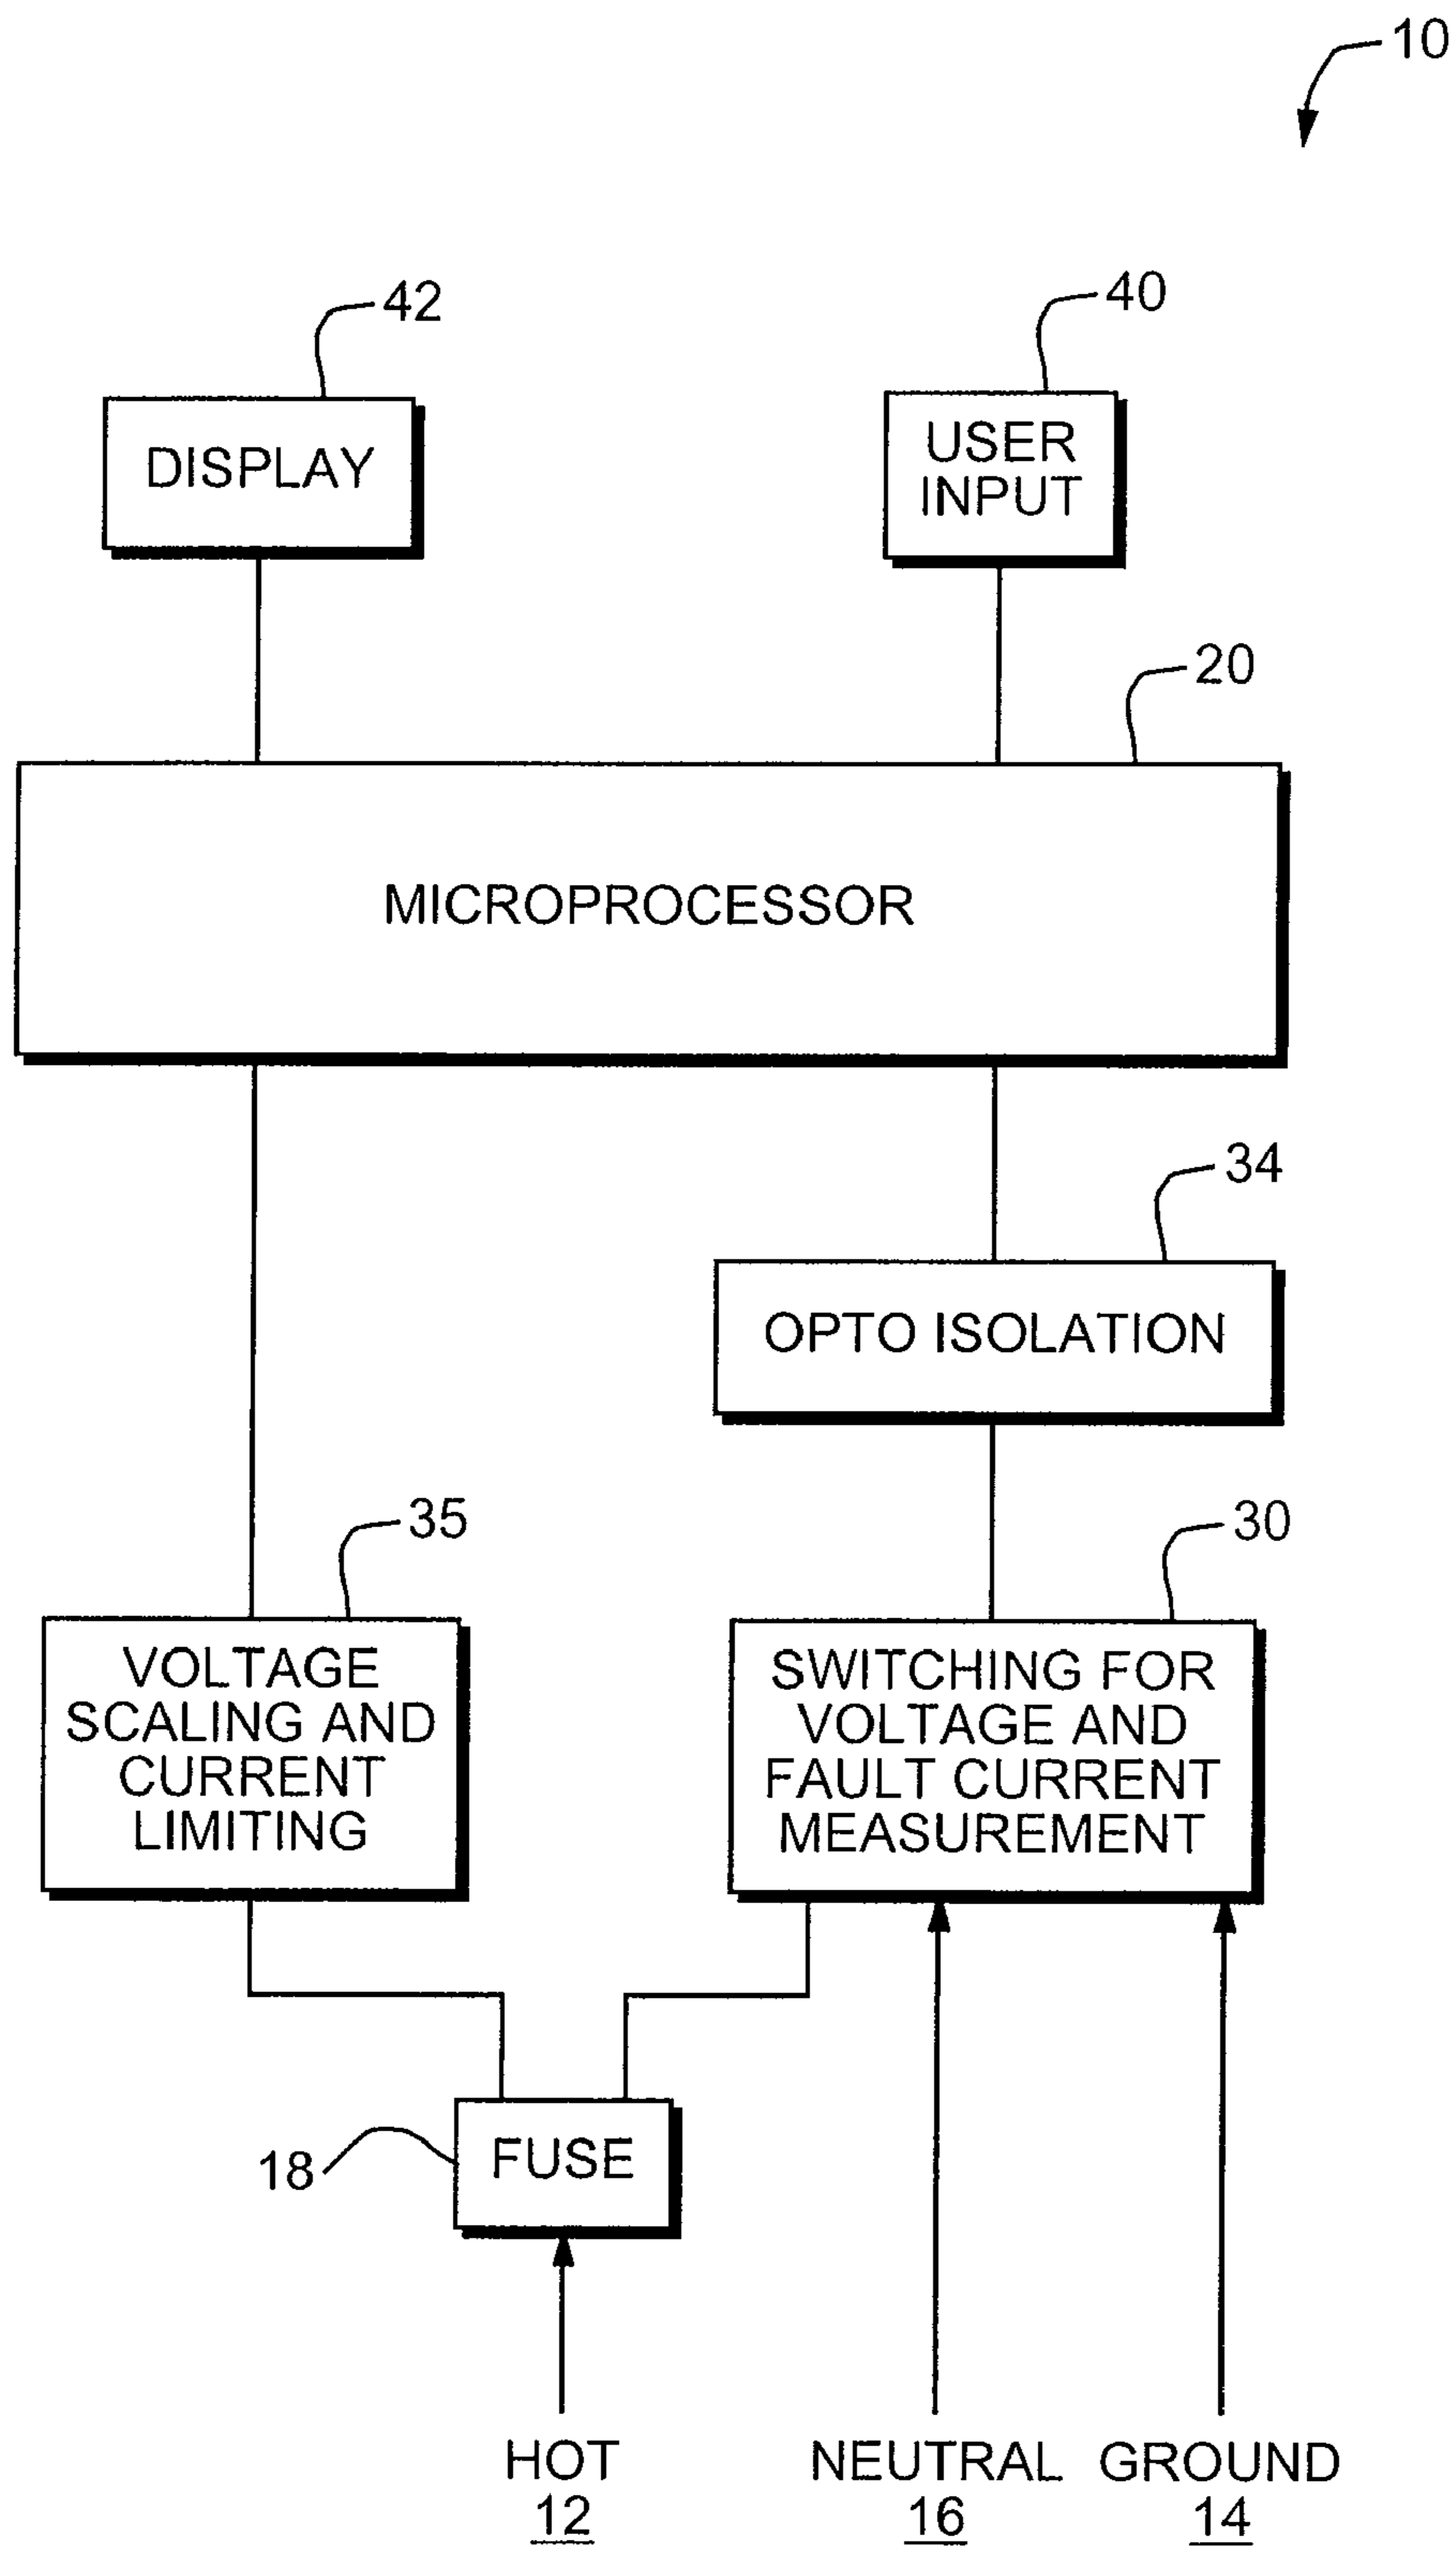 10
42
40
DISPLAY
USER
INPUT
20
MICROPROCESSOR
34
OPTO ISOLATION
35
30
VOLTAGE
SCALING AND
CURRENT
LIMITING
SWITCHING FOR
VOLTAGE AND
FAULT CURRENT
MEASUREMENT
18
FUSE
HOT
12
NEUTRAL
16
GROUND
14